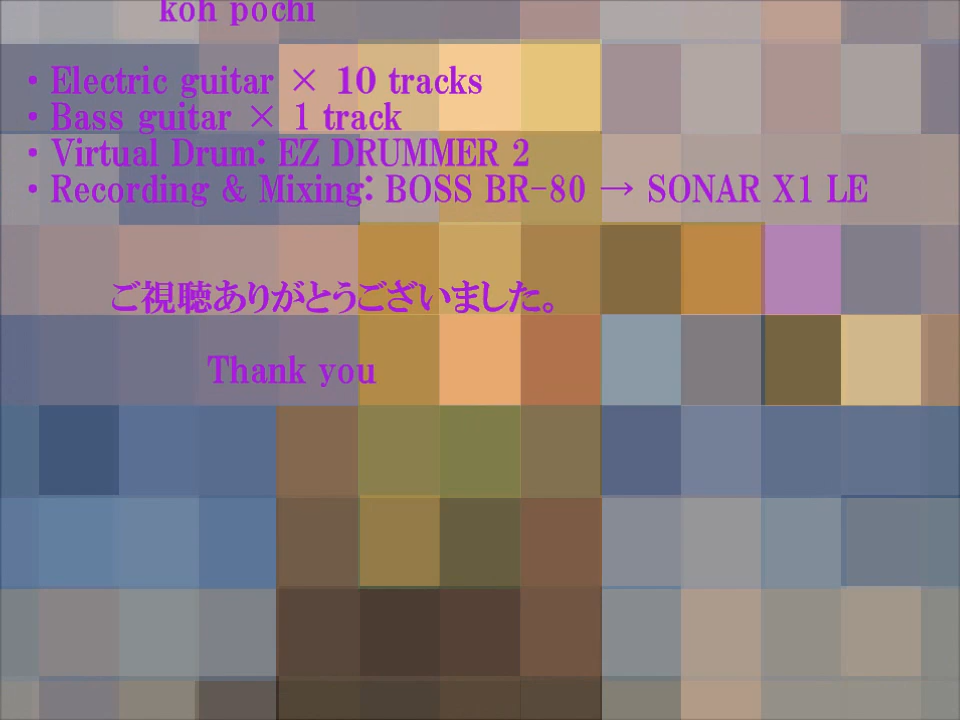 koh pochi
・Electric guitar × 10 tracks
・Bass guitar × 1 track
・Virtual Drum: EZ DRUMMER 2
・Recording & Mixing: BOSS BR-80 → SONAR X1 LE
ご視聴ありがとうございました。
Thank you